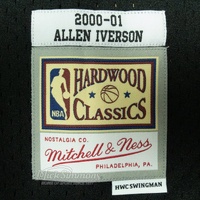 2000-01
ALLEN IVERSON
HARDWOOD
NBA
CLASSICS
NOSTALGIA CO.
Mitchell & Ness
PHILADELPHIA, PA.
HWC SWINGMAN